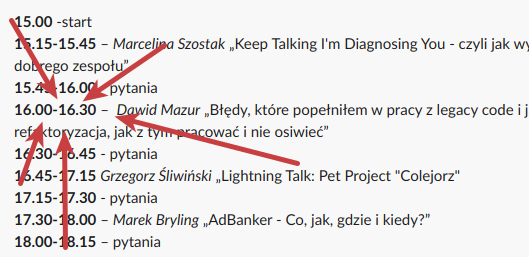 15.00 -start
15.15-15.45 – Marcelina Szostak „Keep Talking I'm Diagnosing You - czyli jak wy
dobrego zespołu”
15.45-16.00 - pytania
16.00-16.30 – Dawid Mazur „Błędy, które popełniłem w pracy z legacy code i j
refaktoryzacja, jak z tym pracować i nie osiwieć”
16.30-16.45 - pytania
16.45-17.15 Grzegorz Śliwiński „Lightning Talk: Pet Project "Colejorz"
17.15-17.30 - pytania
17.30-18.00 – Marek Bryling „AdBanker - Co, jak, gdzie i kiedy?”
18.00-18.15 – pytania